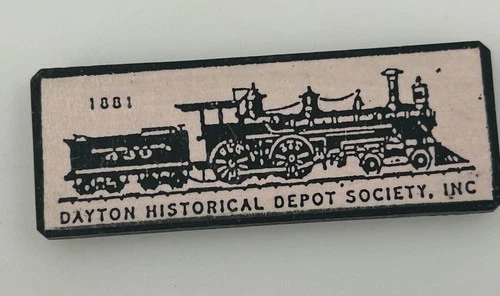 1881
DAYTON HISTORICAL DEPOT SOCIETY, INC